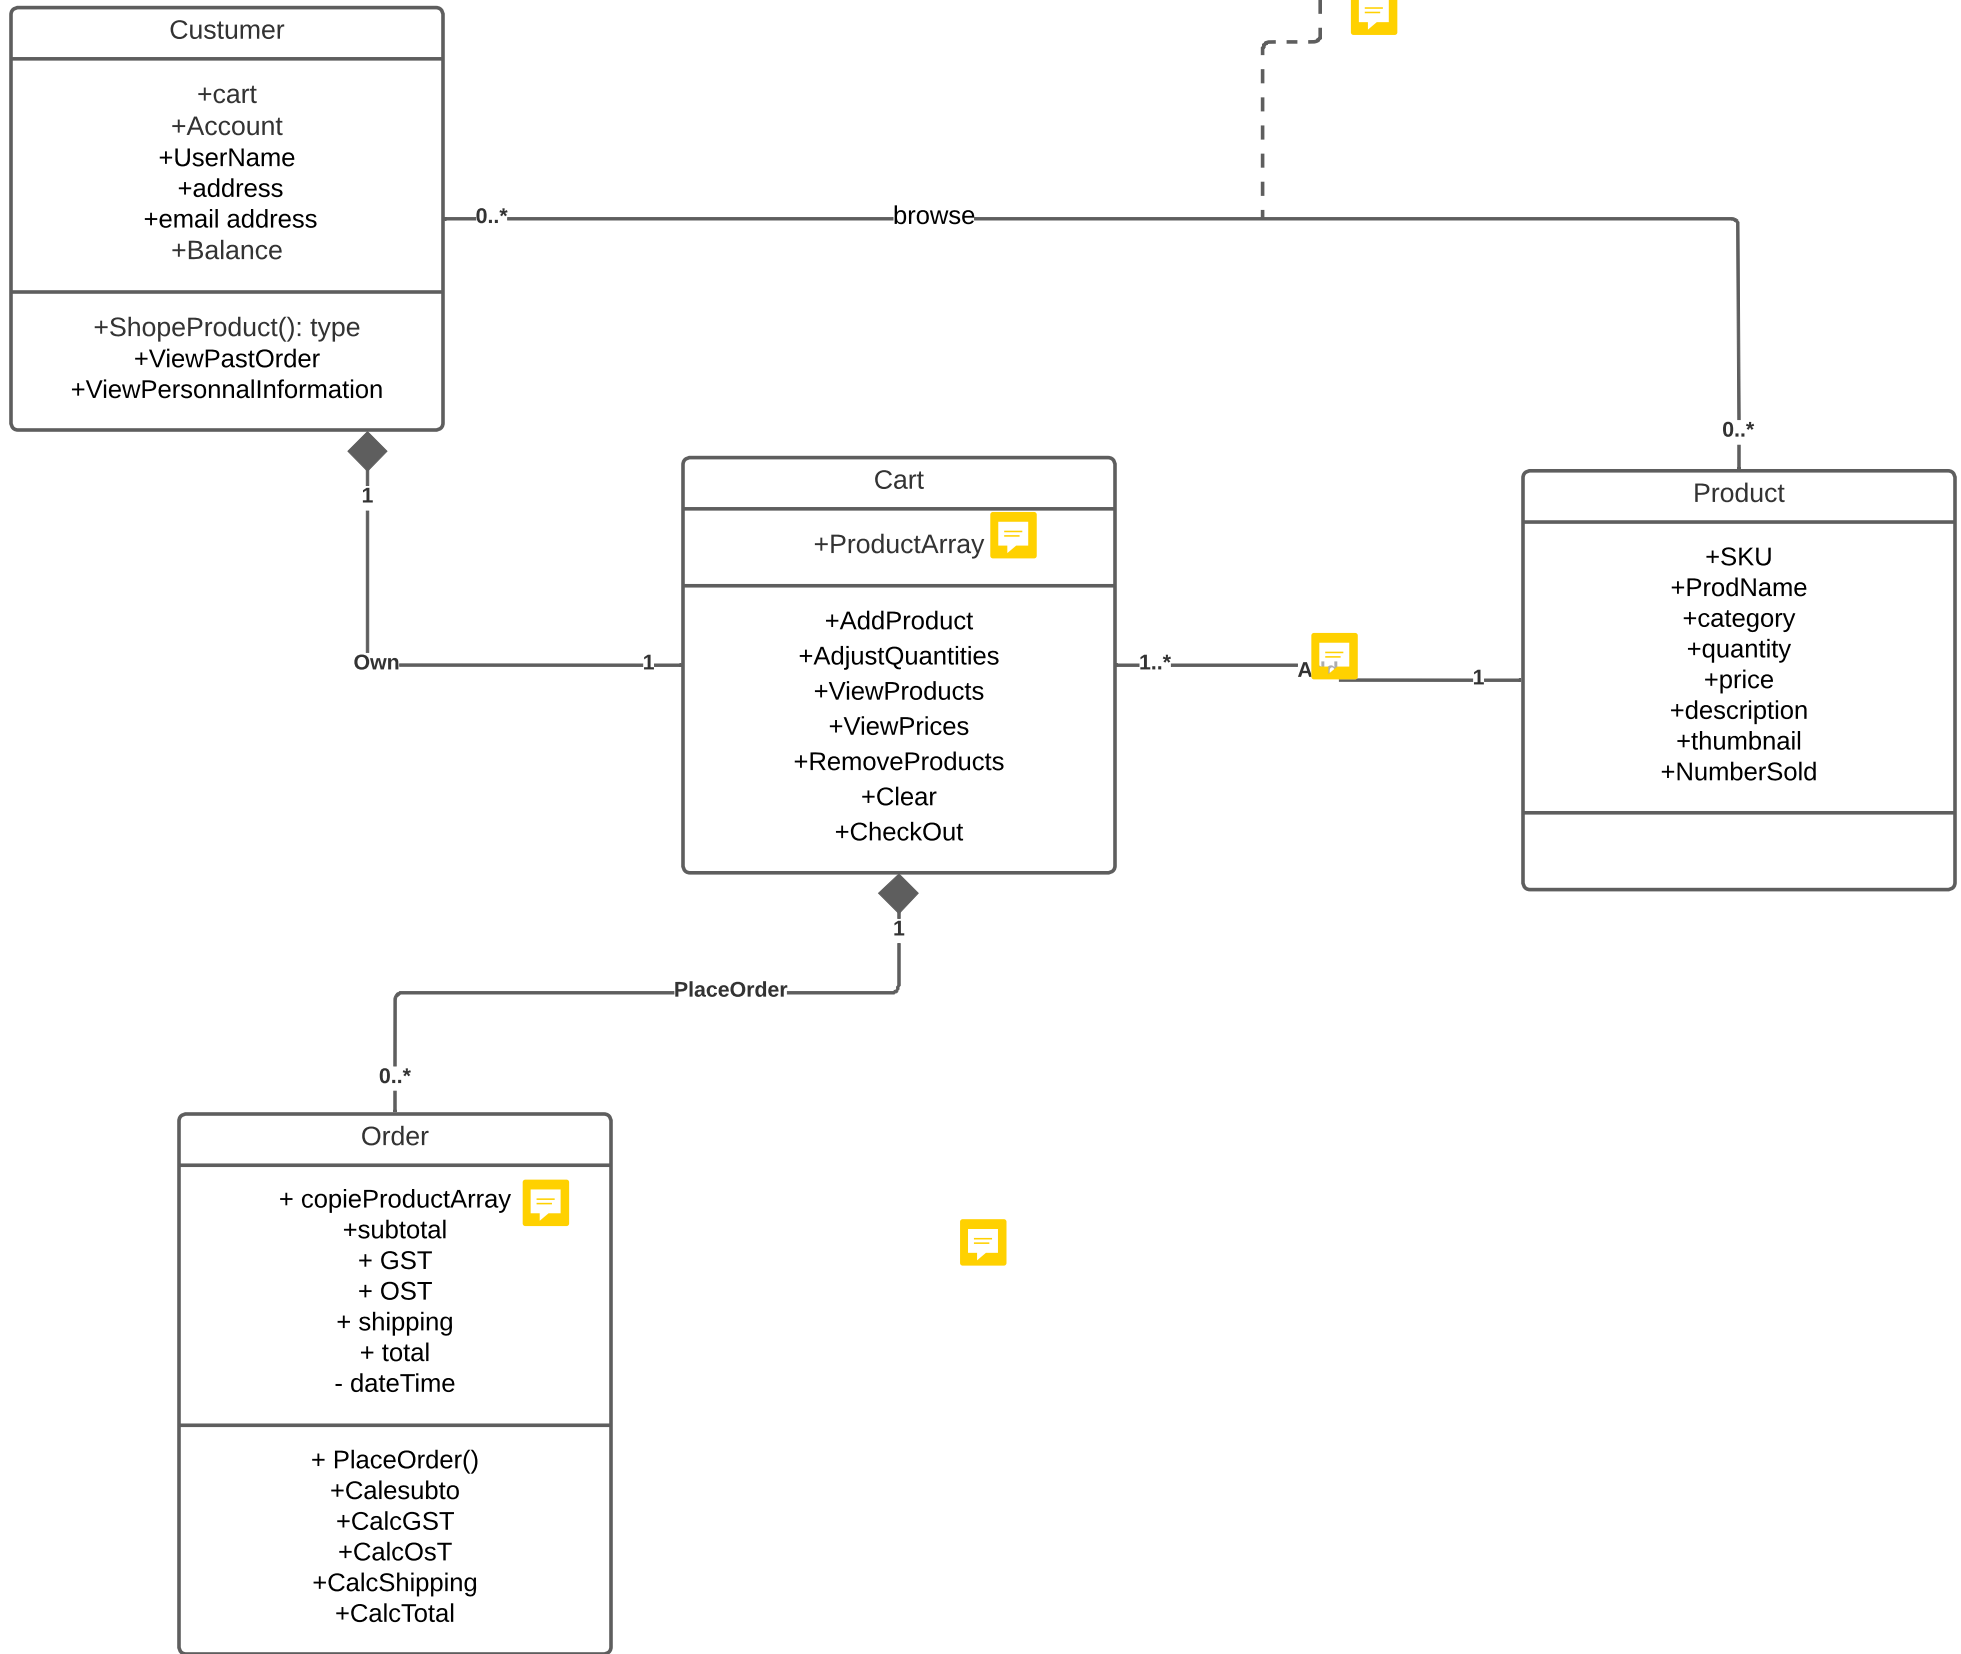 Custumer
+cart
+Account
+UserName
+address
+email address
+Balance
+ShopeProduct(): type
+ViewPastOrder
+ViewPersonnalInformation
0..*
browse
0..*
1
Own
1
Cart
+ProductArray
+AddProduct
+AdjustQuantities
+ViewProducts
+ViewPrices
+RemoveProducts
+Clear
+CheckOut
1..*
1
Product
+SKU
+ProdName
+category
+quantity
+price
+description
+thumbnail
+NumberSold
1
PlaceOrder
0..*
Order
+ copieProductArray
+subtotal
+ GST
+ OST
+ shipping
+ total
- dateTime
+ PlaceOrder()
+Calesubto
+CalcGST
+CalcOsT
+CalcShipping
+CalcTotal